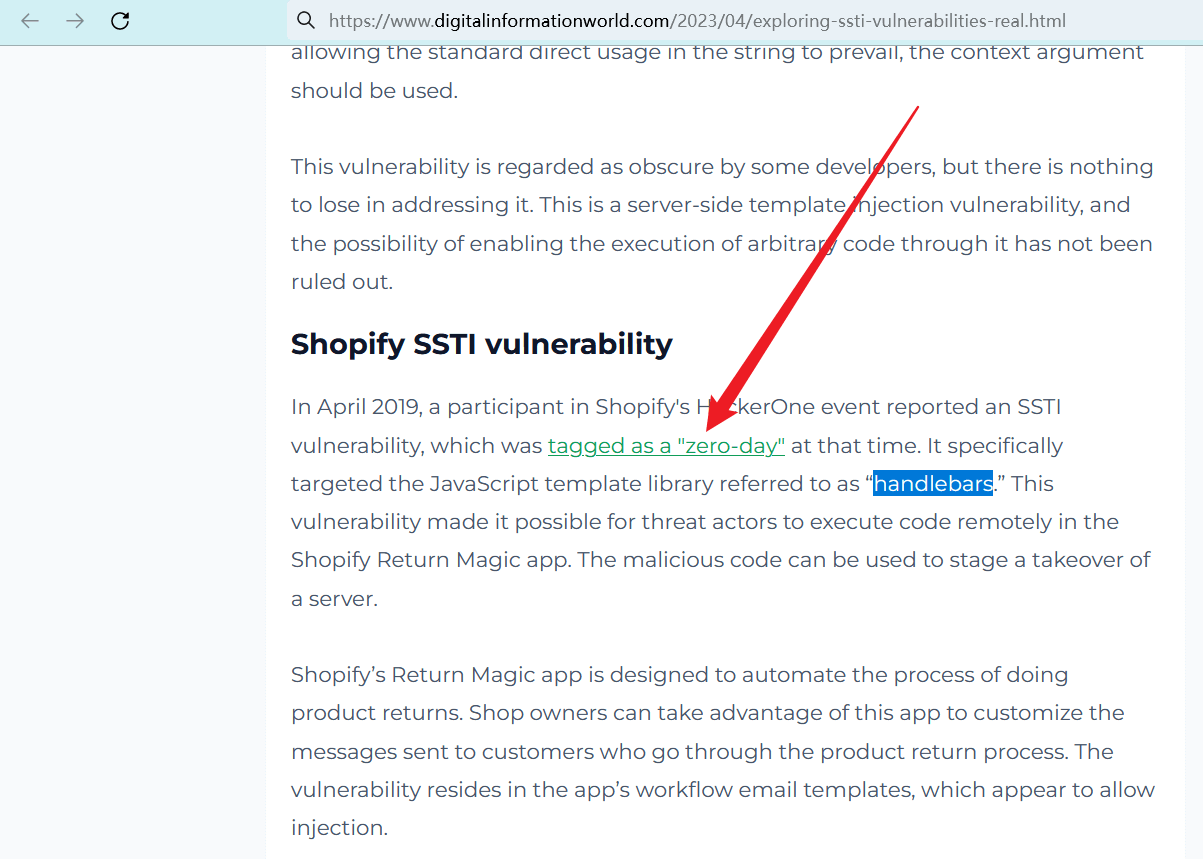 https://www.digitalinformationworld.com/2023/04/exploring-ssti-vulnerabilities-real.html
allowing the standard direct usage in the string to prevail, the context argument
should be used.
This vulnerability is regarded as obscure by some developers, but there is nothing
to lose in addressing it. This is a server-side template injection vulnerability, and
the possibility of enabling the execution of arbitrary code through it has not been
ruled out.
Shopify SSTI vulnerability
In April 2019, a participant in Shopify's HackerOne event reported an SSTI
vulnerability, which was tagged as a "zero-day" at that time. It specifically
targeted the JavaScript template library referred to as “handlebars.” This
vulnerability made it possible for threat actors to execute code remotely in the
Shopify Return Magic app. The malicious code can be used to stage a takeover of
a server.
Shopify’s Return Magic app is designed to automate the process of doing
product returns. Shop owners can take advantage of this app to customize the
messages sent to customers who go through the product return process. The
vulnerability resides in the app’s workflow email templates, which appear to allow
injection.